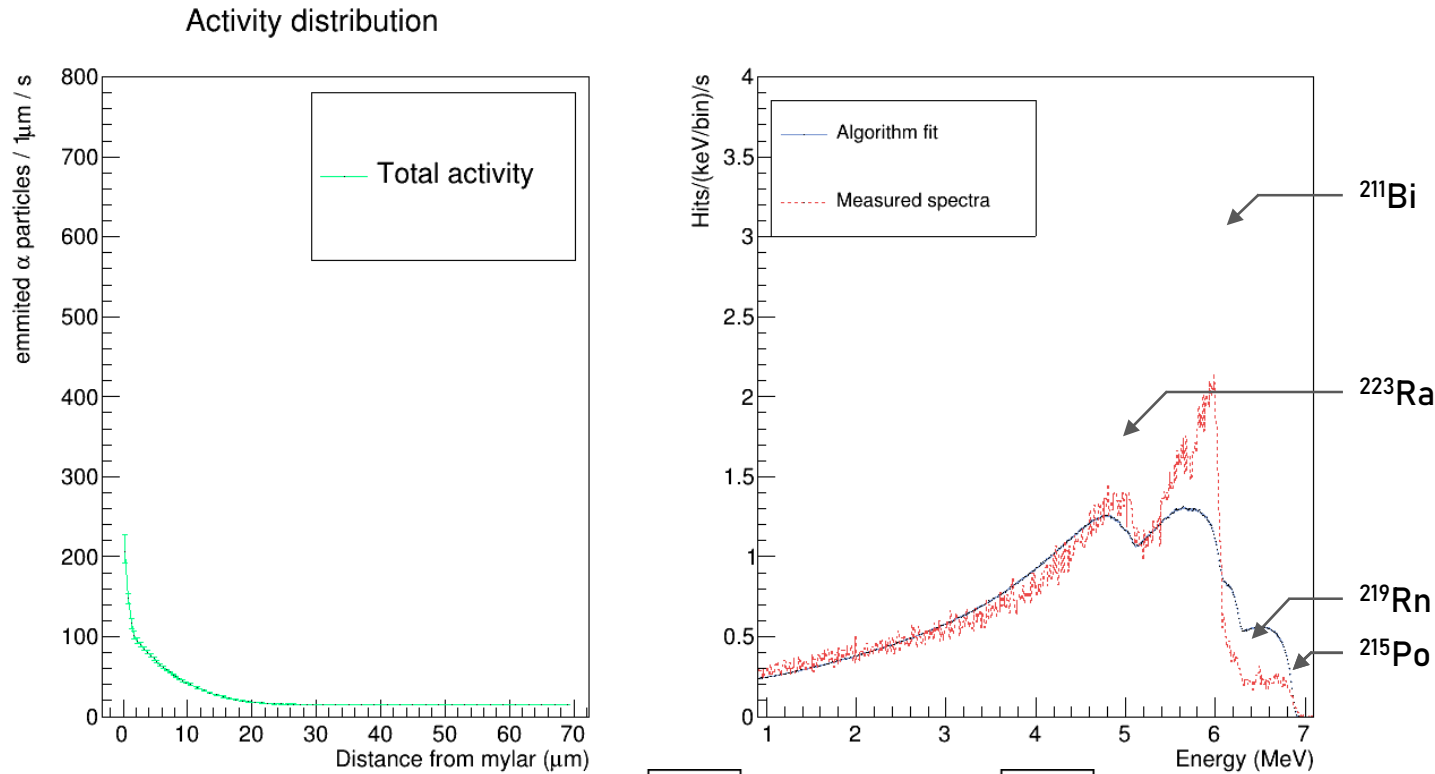 Activity distribution
emmited α particles / 1μm / s
800
700
600
500
400
300
200
100
0
Total activity
0 10 20 30 40 50 60 70
Distance from mylar (μm)
Hits/(keV/bin)/s
4
3.5
3
2.5
2
1.5
1
0.5
0
Algorithm fit
Measured spectra
1 2 3 4 5 6 7
Energy (MeV)
²¹¹Bi
²²³Ra
²¹⁹Rn
²¹⁵Po